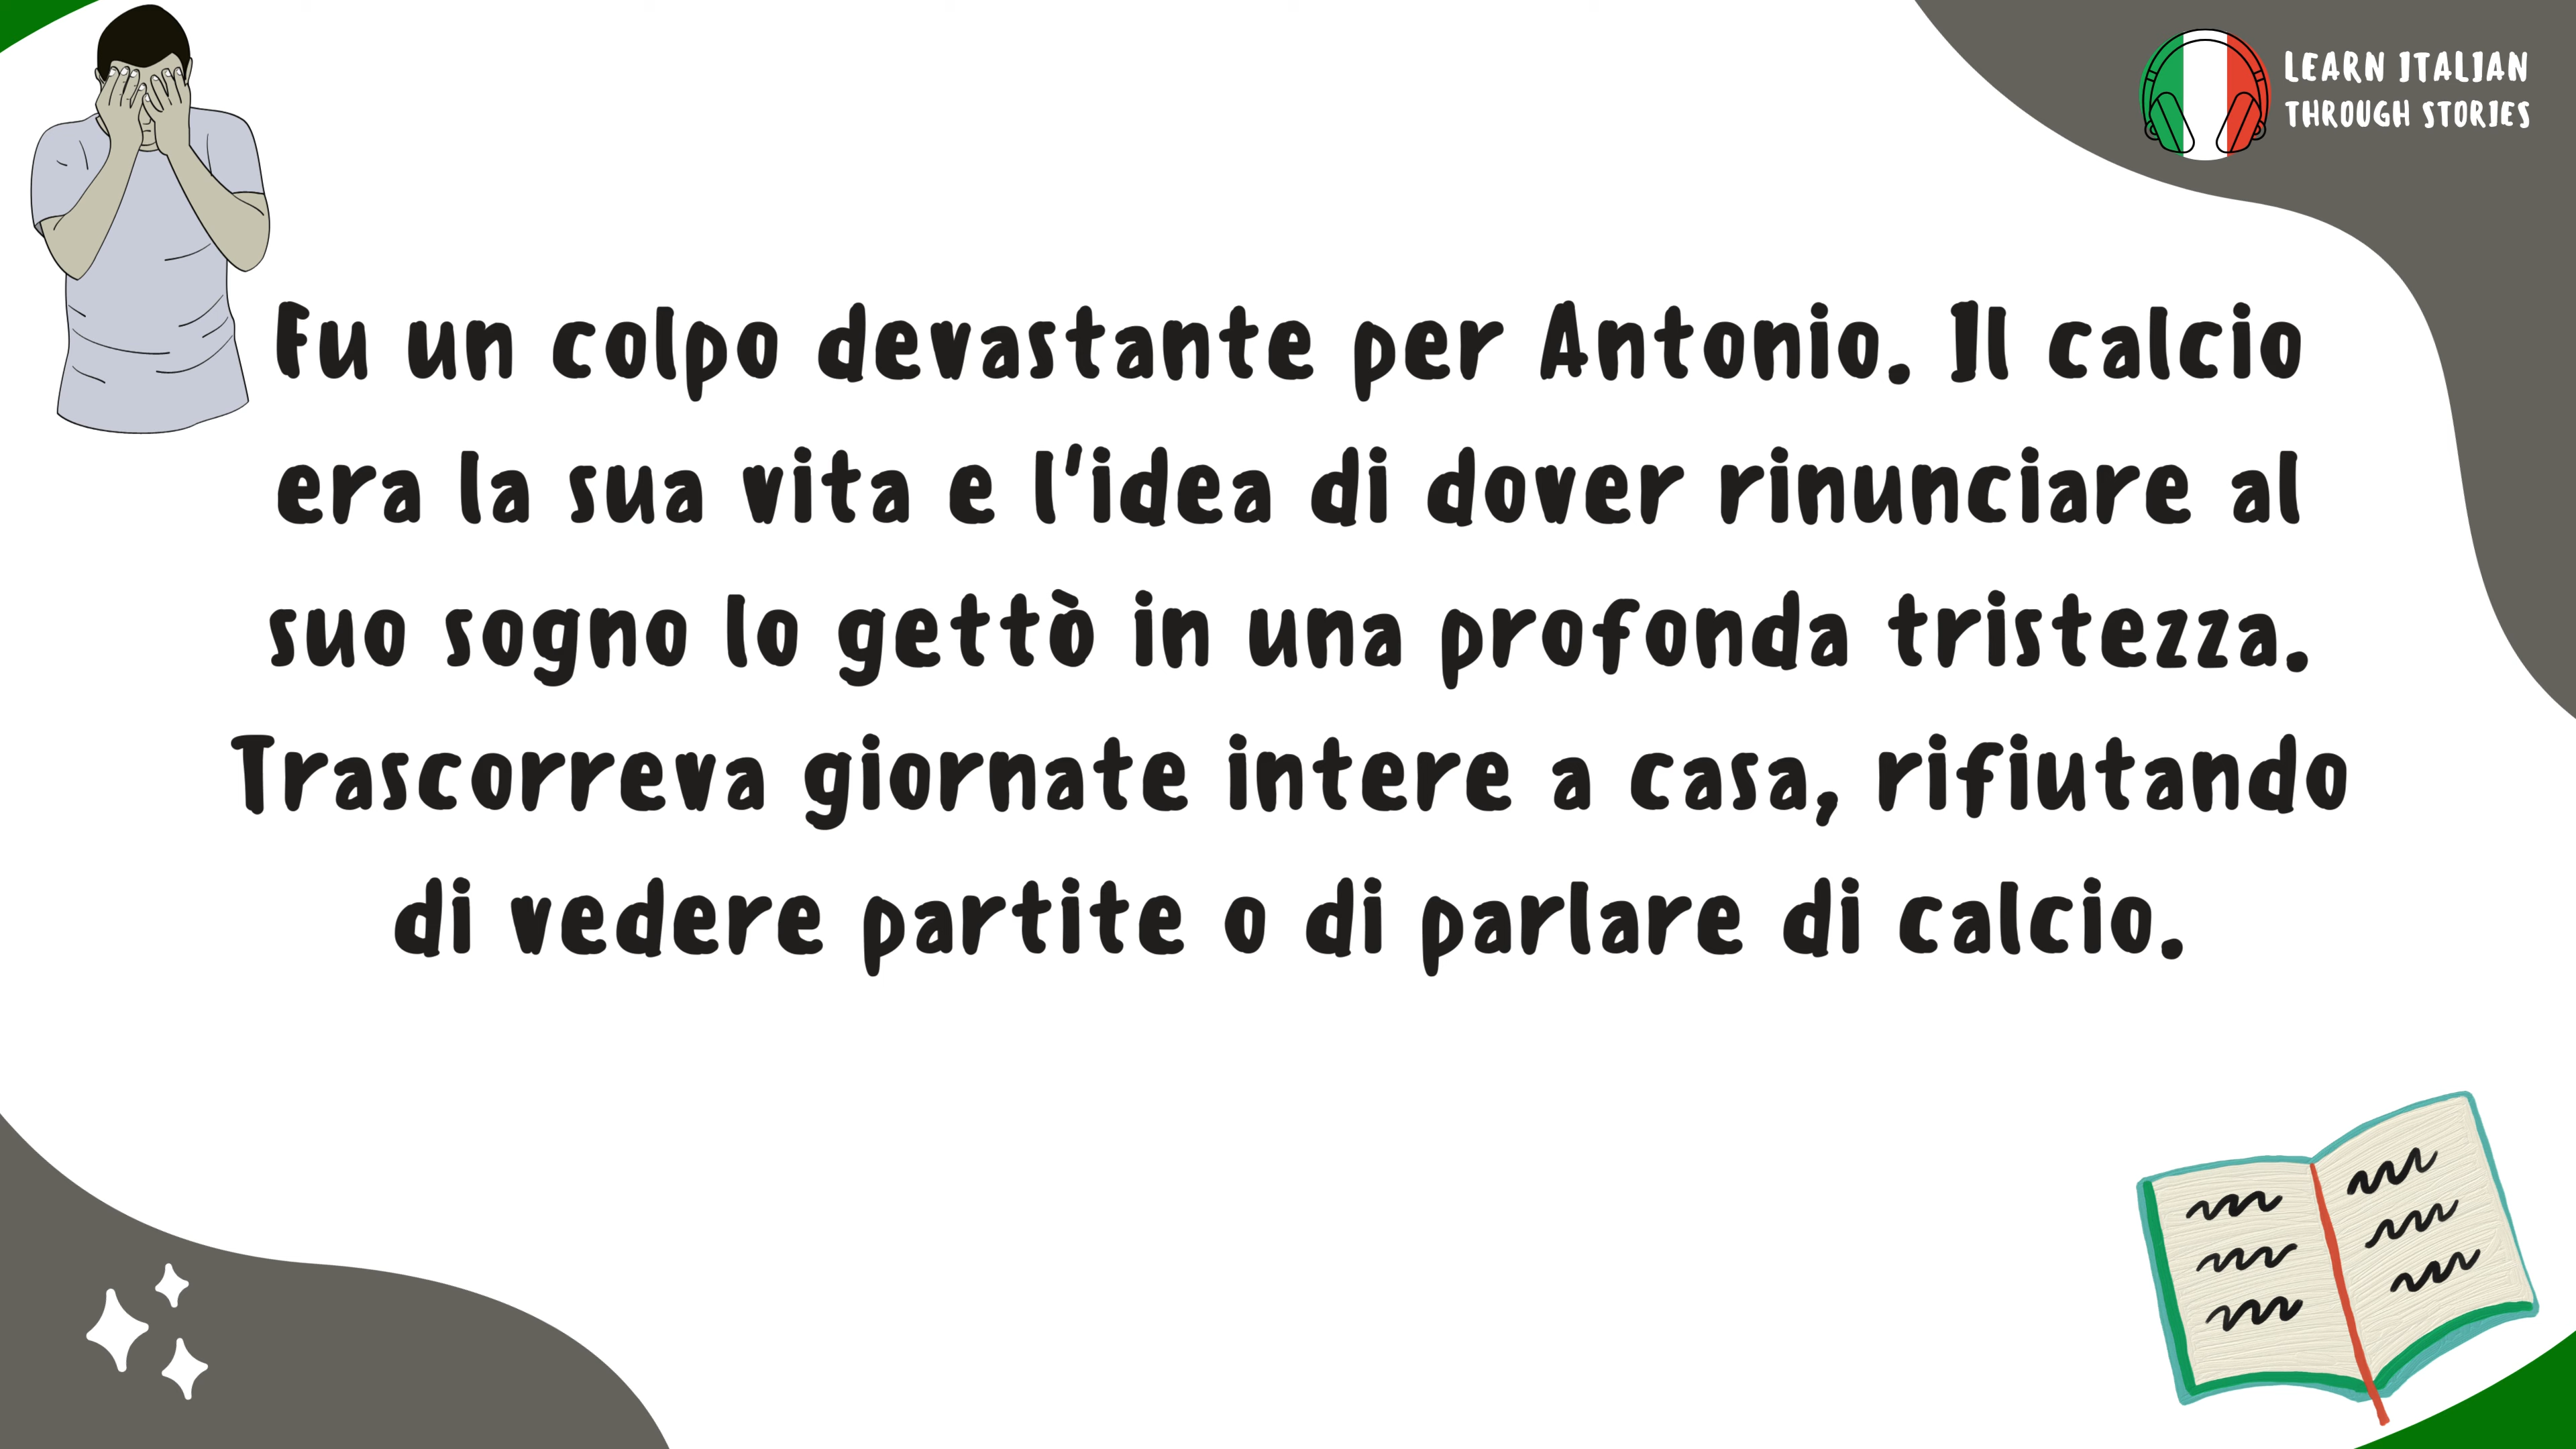 LEARN ITALIAN
THROUGH STORIES
Fu un colpo devastante per Antonio. Il calcio
era la sua vita e l'idea di dover rinunciare al
suo sogno lo gettò in una profonda tristezza.
Trascorreva giornate intere a casa, rifiutando
di vedere partite o di parlare di calcio.